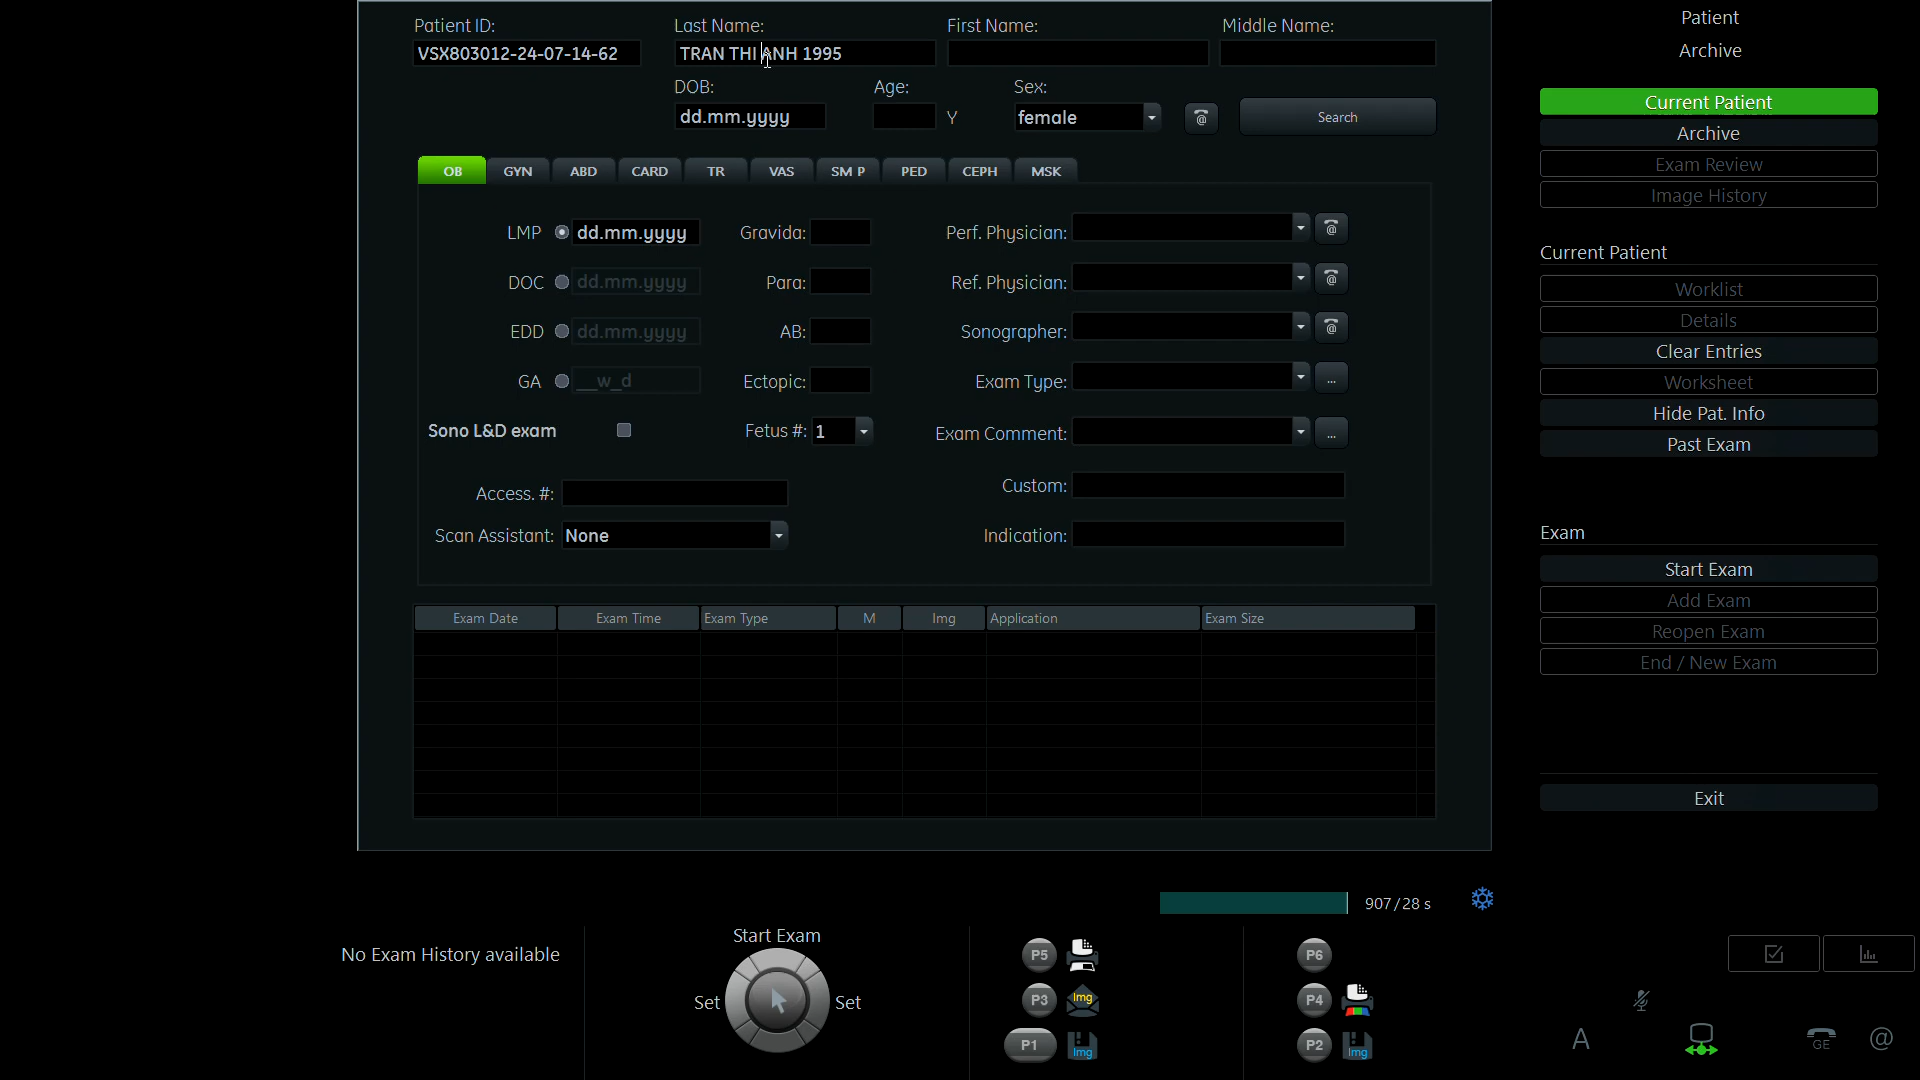 Patient ID:
Last Name:
First Name:
Middle Name:
VSX803012-24-07-14-62
TRAN THI ANH 1995
DOB:
Age:
Sex:
dd.mm.yyyy
Y
female
@
Search
OB
GYN
ABD
CARD
TR
VAS
SM P
PED
CEPH
MSK
LMP
dd.mm.yyyy
Gravida:
Perf. Physician:
@
DOC
dd.mm.yyyy
Para:
Ref. Physician:
@
EDD
dd.mm.yyyy
AB:
Sonographer:
@
GA
__w_d
Ectopic:
Exam Type:
...
Sono L&D exam
Fetus #:
1
Exam Comment:
...
Access. #:
Custom:
Scan Assistant:
None
Indication:
Exam Date
Exam Time
Exam Type
M
Img
Application
Exam Size
Patient
Archive
Current Patient
Archive
Exam Review
Image History
Current Patient
Worklist
Details
Clear Entries
Worksheet
Hide Pat. Info
Past Exam
Exam
Start Exam
Add Exam
Reopen Exam
End / New Exam
Exit
907/28 s
No Exam History available
Start Exam
Set
Set
P5
P3
Img
P1
Img
P6
P4
P2
Img
A
GE
@